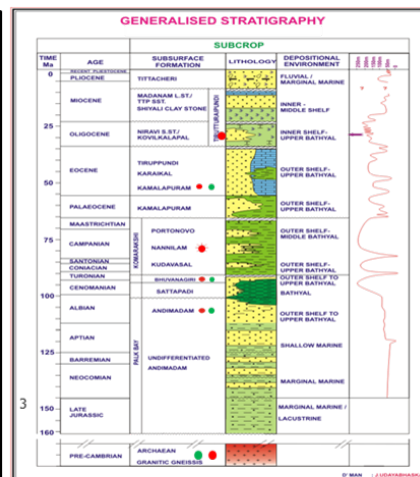 GENERALISED STRATIGRAPHY
SUBCROP
TIME Ma
AGE
SUBSURFACE FORMATION
LITHOLOGY
DEPOSITIONAL ENVIRONMENT
0
PLIOCENE
TITTACHERI
FLUVIAL / MARGINAL MARINE
MIOCENE
MADANAM L.ST./
TTP SST.
SHIYALI CLAY STONE
INNER -
MIDDLE SHELF
25
OLIGOCENE
NIRAVI S.ST./
KOVILKALAPAL
INNER SHELF-
UPPER BATHYAL
EOCENE
TIRUPPUNDI
KARAIKAL
KAMALAPURAM
OUTER SHELF-
UPPER BATHYAL
50
PALAEOCENE
KAMALAPURAM
OUTER SHELF-
UPPER BATHYAL
MAASTRICHTIAN
PORTONOVO
OUTER SHELF-
MIDDLE BATHYAL
75
CAMPANIAN
NANNILAM
SANTONIAN
KUDAVASAL
OUTER SHELF-
UPPER BATHYAL
CONIACIAN
TURONIAN
BHUVANAGIRI
OUTER SHELF TO
UPPER BATHYAL
CENOMANIAN
SATTAPADI
BATHYAL
100
ALBIAN
ANDIMADAM
OUTER SHELF TO
UPPER BATHYAL
APTIAN
SHALLOW MARINE
125
BARREMIAN
UNDIFFERENTIATED
ANDIMADAM
NEOCOMIAN
MARGINAL MARINE
PALK BAY
3
150
LATE
JURASSIC
MARGINAL MARINE /
LACUSTRINE
160
PRE-CAMBRIAN
ARCHAEAN
GRANITIC GNEISSIS
D' MAN : J.UDAYABHASKA